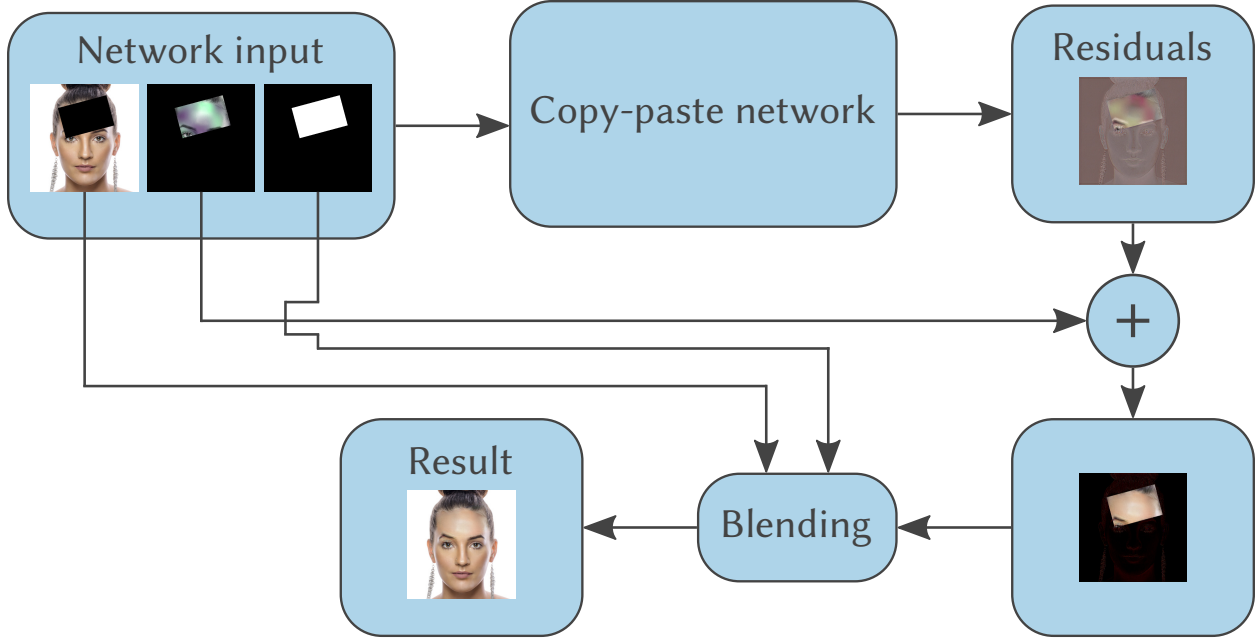 Network input
Copy-paste network
Residuals
+
Result
Blending